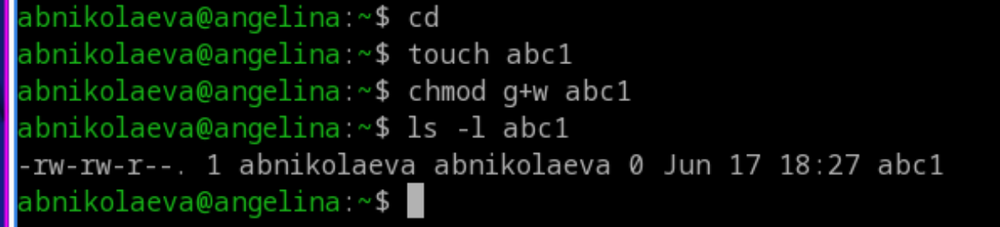 abnikolaeva@angelina:~$ cd
abnikolaeva@angelina:~$ touch abc1
abnikolaeva@angelina:~$ chmod g+w abc1
abnikolaeva@angelina:~$ ls -l abc1
-rw-rw-r--. 1 abnikolaeva abnikolaeva 0 Jun 17 18:27 abc1
abnikolaeva@angelina:~$